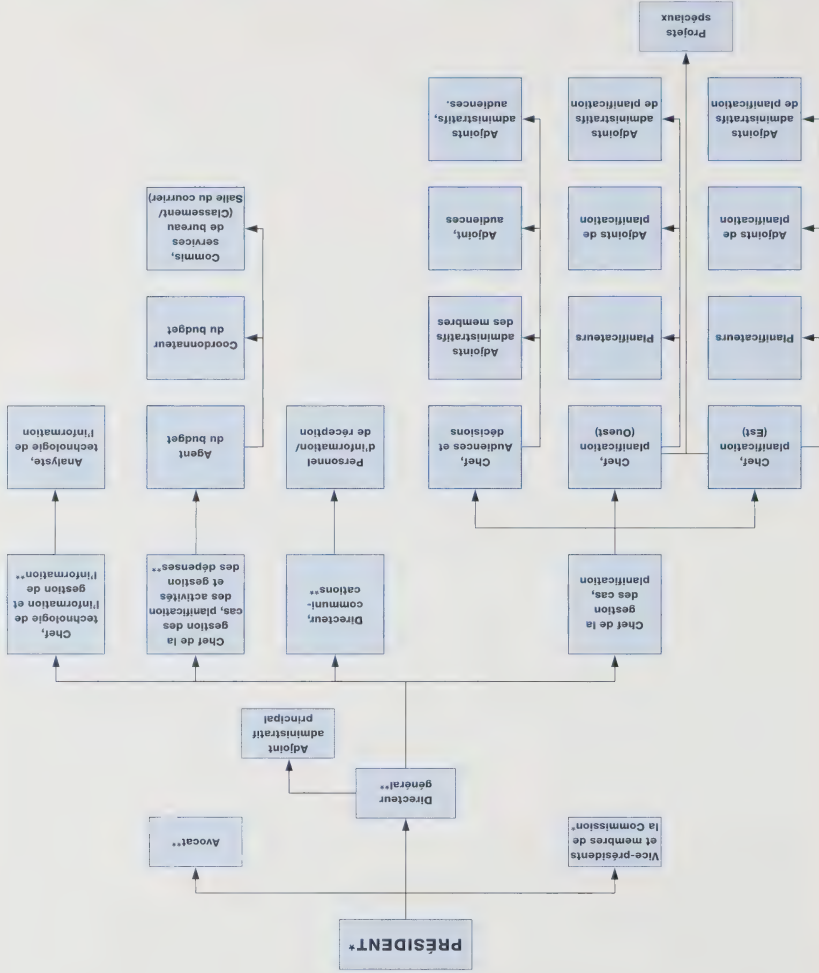 PRÉSIDENT*
Vice-présidents
et membres de
la Commission*
Avocat**
Directeur
général**
Adjoint
administratif
principal
Chef de la
gestion
des cas,
planification
Directeur,
communi-
cations**
Chef de la
gestion des
cas, planification
des activités
et gestion
des dépenses**
Chef,
technologie de
l'information et
gestion de
l'information**
Chef,
planification
(Est)
Chef,
planification
(Ouest)
Chef,
Audiences et
décisions
Personnel
d'information/
de réception
Agent
du budget
Analyste,
technologie de
l'information
Planificateurs
Planificateurs
Adjoints
administratifs
des membres
Coordonnateur
du budget
Adjoints de
planification
Adjoints de
planification
Adjoint,
audiences
Commis,
services
de bureau
(Classement/
Salle du courrier)
Adjoints
administratifs
de planification
Adjoints
administratifs
de planification
Adjoints
administratifs,
audiences.
Projets
spéciaux